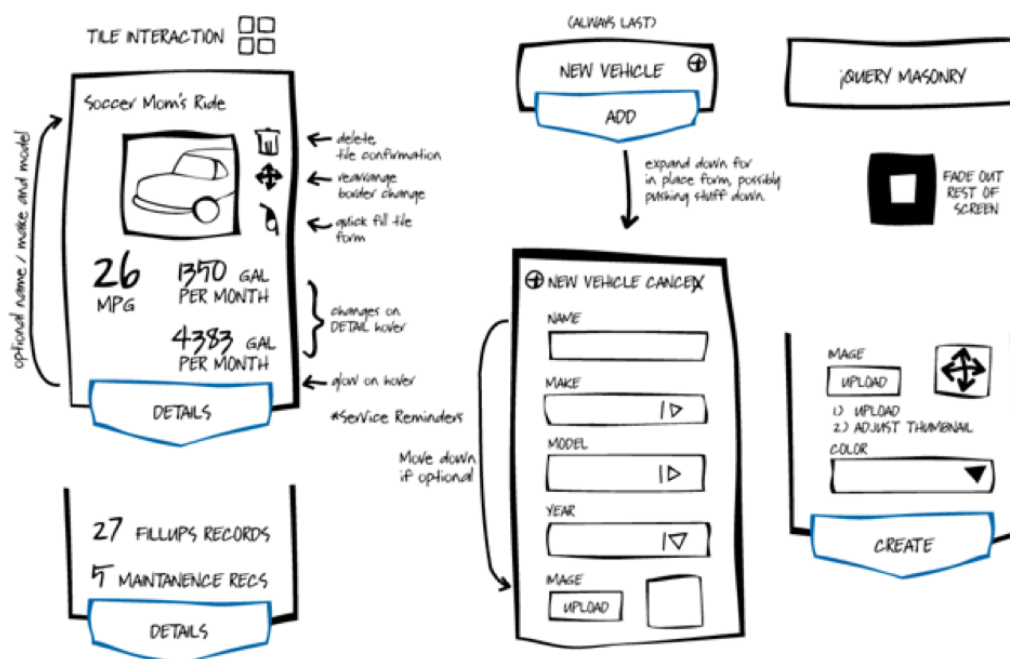 TILE INTERACTION
Soccer Mom's Ride
optional name / make and model
delete,
tile confirmation
rearrange
border change
quick fill tile
form
26
MPG
1350 GAL
PER MONTH
4383 GAL
PER MONTH
changes on
DETAIL hover
glow on hover
DETAILS
*Service Reminders
27 FILLUPS RECORDS
5 MAINTANENCE RECS
DETAILS
(ALWAYS LAST)
NEW VEHICLE
ADD
expand down for
in place form, possibly
pushing stuff down.
NEW VEHICLE CANCEX
NAME
MAKE
MODEL
YEAR
Move down
if optional
IMAGE
UPLOAD
jQUERY MASONRY
FADE OUT
REST OF
SCREEN
IMAGE
UPLOAD
1) UPLOAD
2) ADJUST THUMBNAIL
COLOR
CREATE